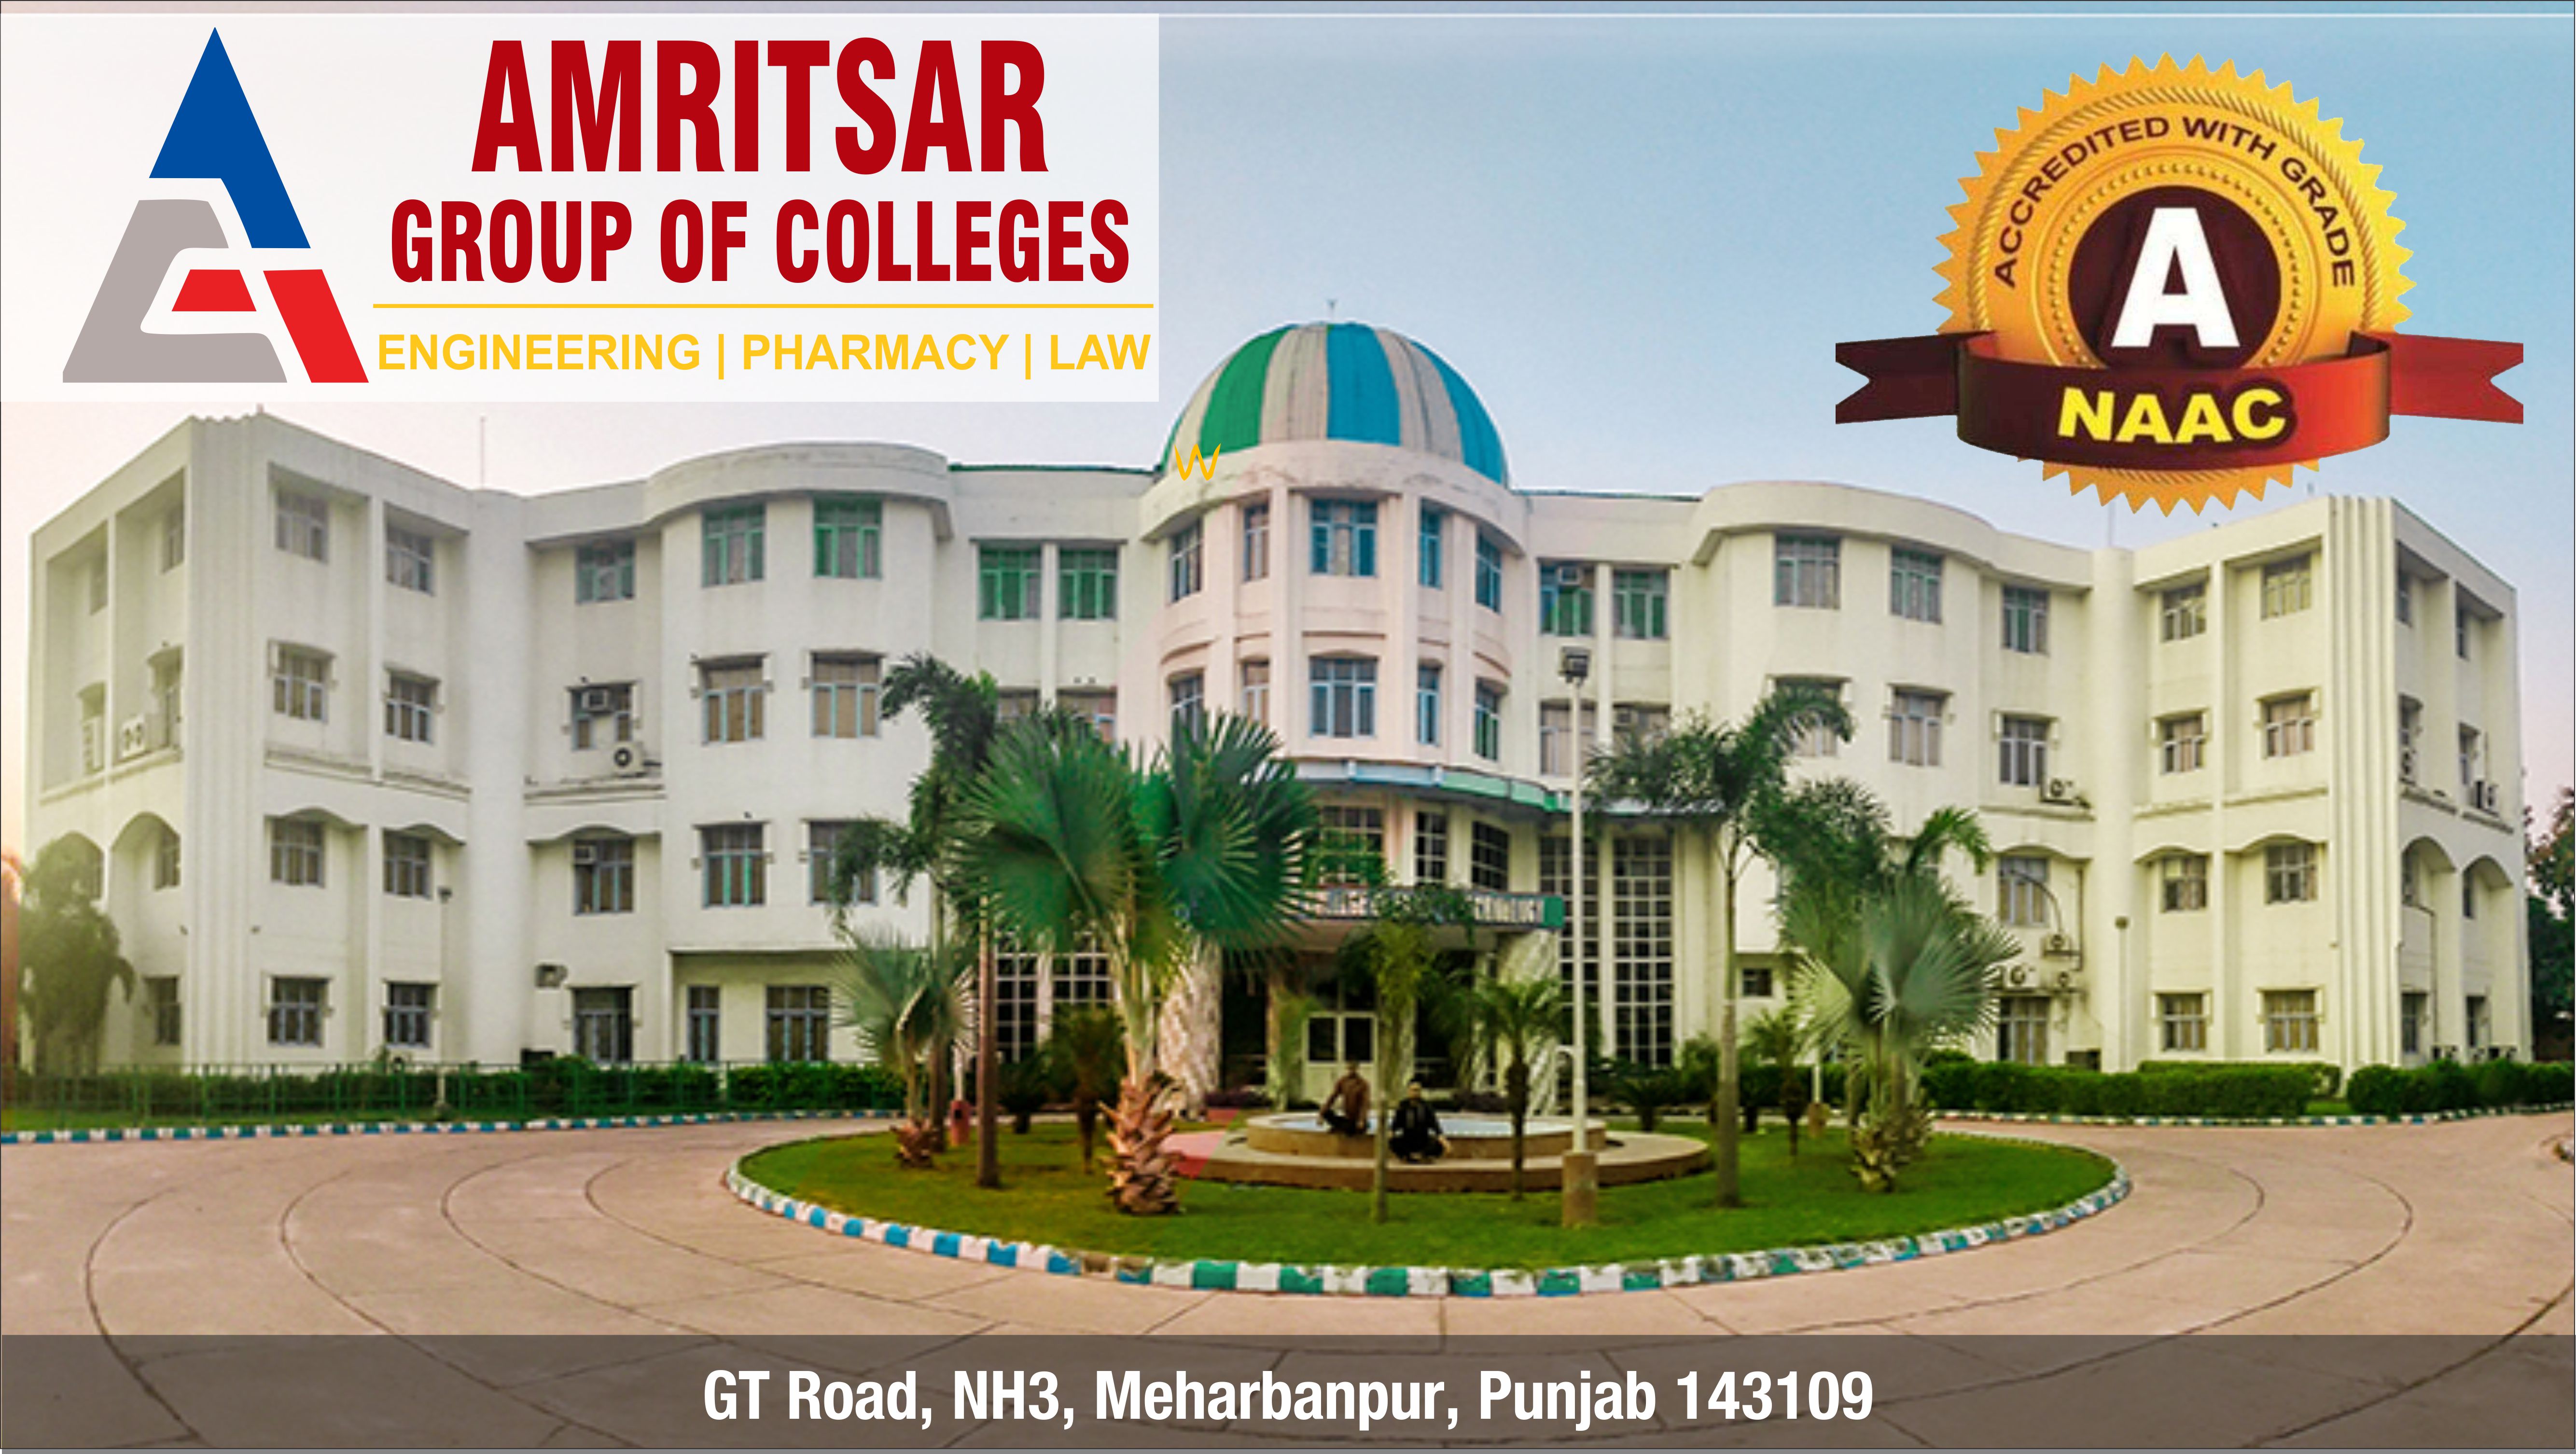 AMRITSAR
GROUP OF COLLEGES
ENGINEERING | PHARMACY | LAW
ACCREDITED WITH GRADE
A
NAAC
W
GT Road, NH3, Meharbanpur, Punjab 143109